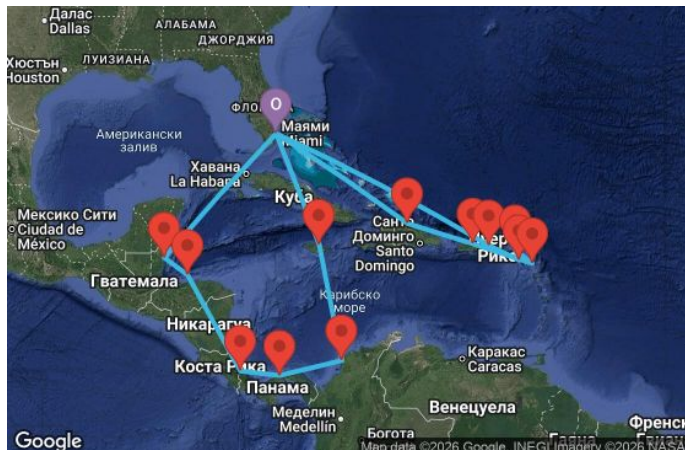 Далас
Dallas
АЛАБАМА
ДЖОРДЖИЯ
ЛУИЗИАНА
Хюстън
Houston
O
Маями
Miami
Американски
залив
Хавана
La Habana
Куба
Мексико Сити
Ciudad de
México
Санто
Доминго
Santo
Domingo
Рико
Гватемала
Карибско
море
Никарагуа
Коста Рика
Панама
Каракас
Caracas
Меделин
Medellín
Венецуела
Богота
Google
Map data ©2026 Google, INEGI Imagery ©2026 NASA